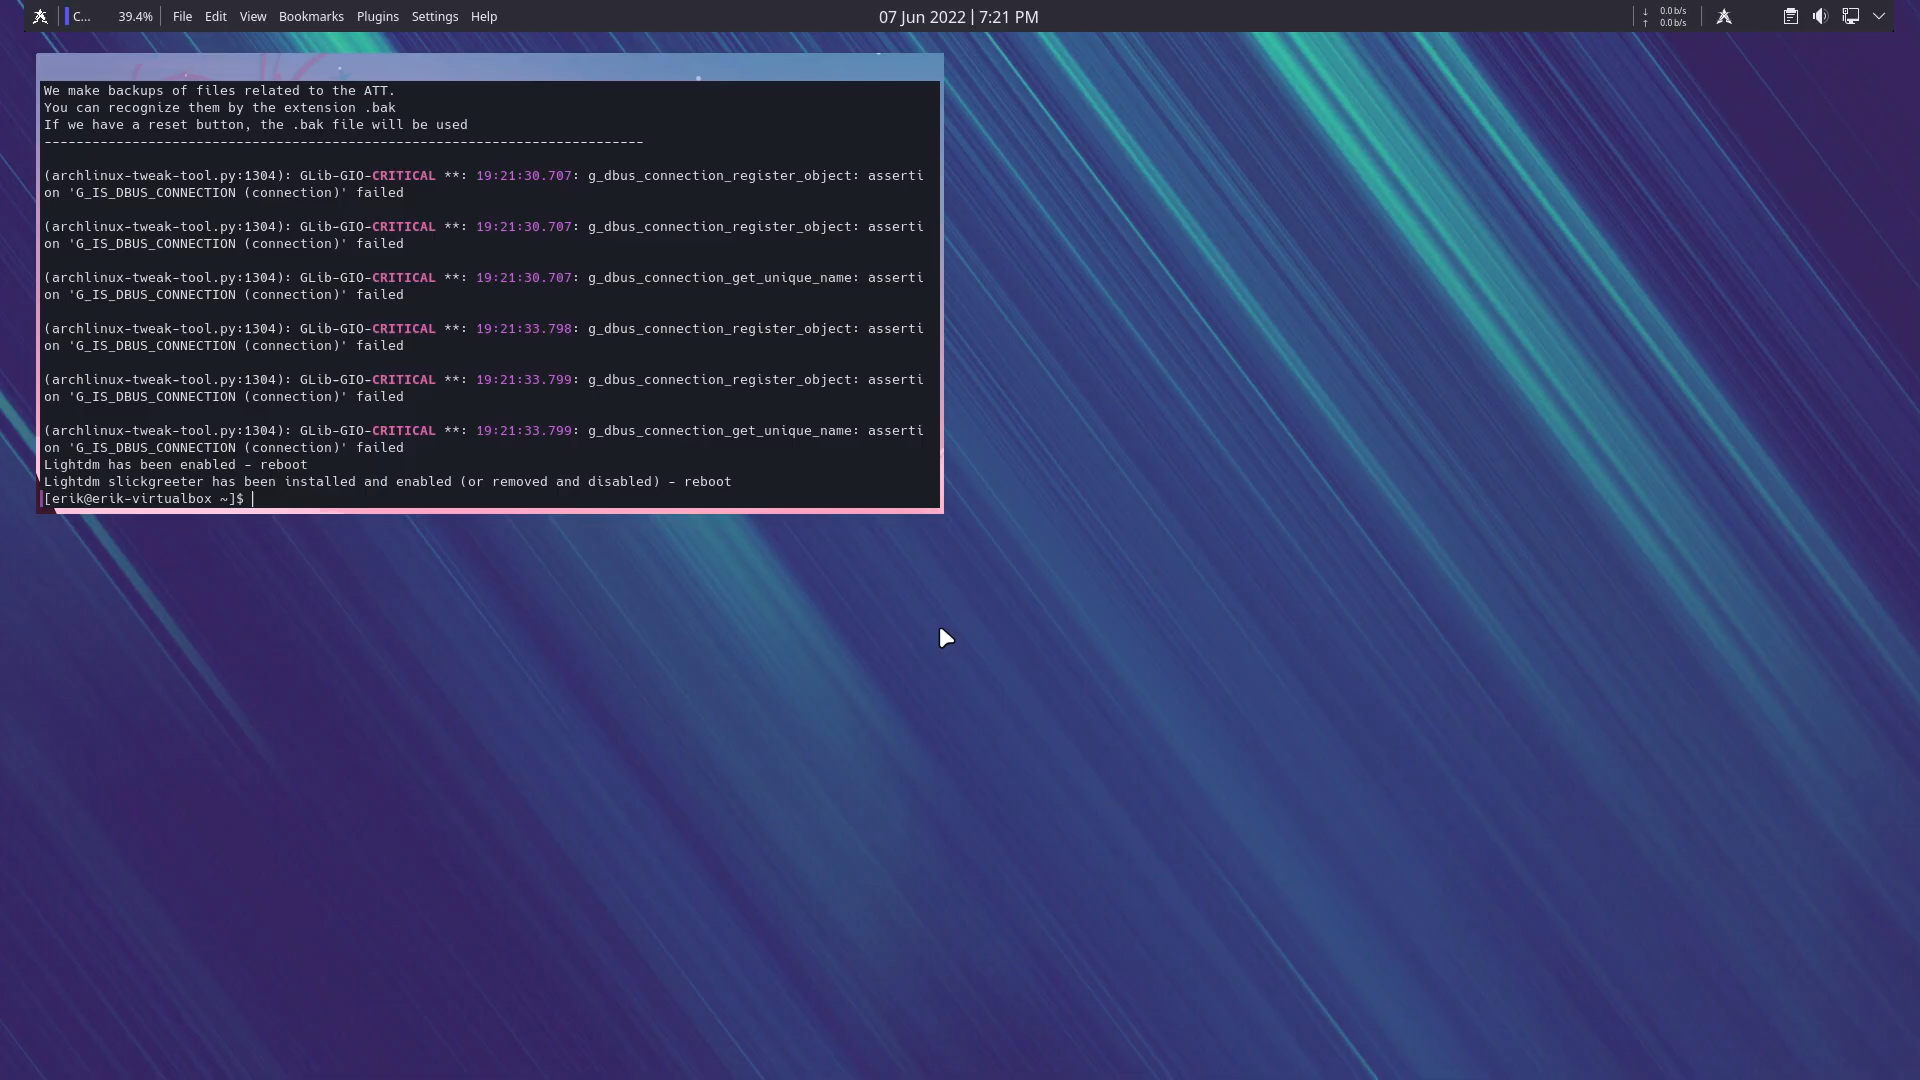 C... 39.4% File Edit View Bookmarks Plugins Settings Help 07 Jun 2022 | 7:21 PM ↓ 0.0 b/s
↑ 0.0 b/s
We make backups of files related to the ATT.
You can recognize them by the extension .bak
If we have a reset button, the .bak file will be used
---------------------------------------------------------------------------
(archlinux-tweak-tool.py:1304): GLib-GIO-CRITICAL **: 19:21:30.707: g_dbus_connection_register_object: asserti
on 'G_IS_DBUS_CONNECTION (connection)' failed
(archlinux-tweak-tool.py:1304): GLib-GIO-CRITICAL **: 19:21:30.707: g_dbus_connection_register_object: asserti
on 'G_IS_DBUS_CONNECTION (connection)' failed
(archlinux-tweak-tool.py:1304): GLib-GIO-CRITICAL **: 19:21:30.707: g_dbus_connection_get_unique_name: asserti
on 'G_IS_DBUS_CONNECTION (connection)' failed
(archlinux-tweak-tool.py:1304): GLib-GIO-CRITICAL **: 19:21:33.798: g_dbus_connection_register_object: asserti
on 'G_IS_DBUS_CONNECTION (connection)' failed
(archlinux-tweak-tool.py:1304): GLib-GIO-CRITICAL **: 19:21:33.799: g_dbus_connection_register_object: asserti
on 'G_IS_DBUS_CONNECTION (connection)' failed
(archlinux-tweak-tool.py:1304): GLib-GIO-CRITICAL **: 19:21:33.799: g_dbus_connection_get_unique_name: asserti
on 'G_IS_DBUS_CONNECTION (connection)' failed
Lightdm has been enabled - reboot
Lightdm slickgreeter has been installed and enabled (or removed and disabled) - reboot
[erik@erik-virtualbox ~]$